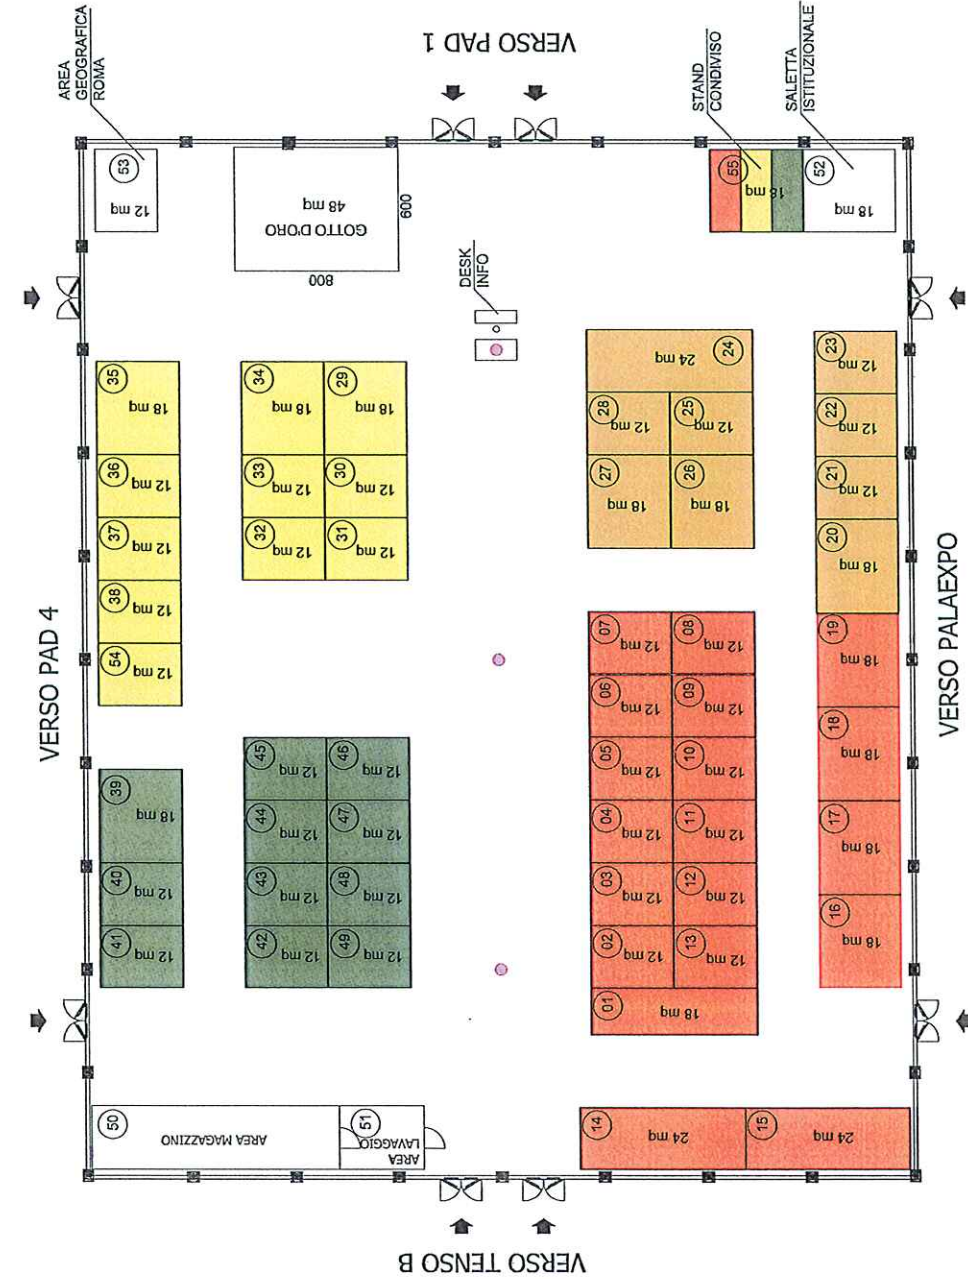 VERSO PAD 1
AREA
GEOGRAFICA
ROMA
53
12 mq
GOTTO D'ORO
48 mq
800
600
DESK
INFO
STAND
CONDIVISO
55
18 mq
SALETTA
ISTITUZIONALE
52
18 mq
VERSO PAD 4
35
18 mq
36
12 mq
37
12 mq
38
12 mq
54
12 mq
34
18 mq
29
18 mq
33
12 mq
30
12 mq
32
12 mq
31
12 mq
24 mq
24
28
12 mq
25
12 mq
27
18 mq
26
18 mq
23
12 mq
22
12 mq
21
12 mq
20
18 mq
VERSO PALAEXPO
39
18 mq
40
12 mq
41
12 mq
45
12 mq
46
12 mq
44
12 mq
47
12 mq
43
12 mq
48
12 mq
42
12 mq
49
12 mq
07
12 mq
08
12 mq
06
12 mq
09
12 mq
05
12 mq
10
12 mq
04
12 mq
11
12 mq
03
12 mq
12
12 mq
02
12 mq
13
12 mq
01
18 mq
19
18 mq
18
18 mq
17
18 mq
16
18 mq
50
AREA MAGAZZINO
51
AREA
LAVAGGIO
14
24 mq
15
24 mq
VERSO TENSO B